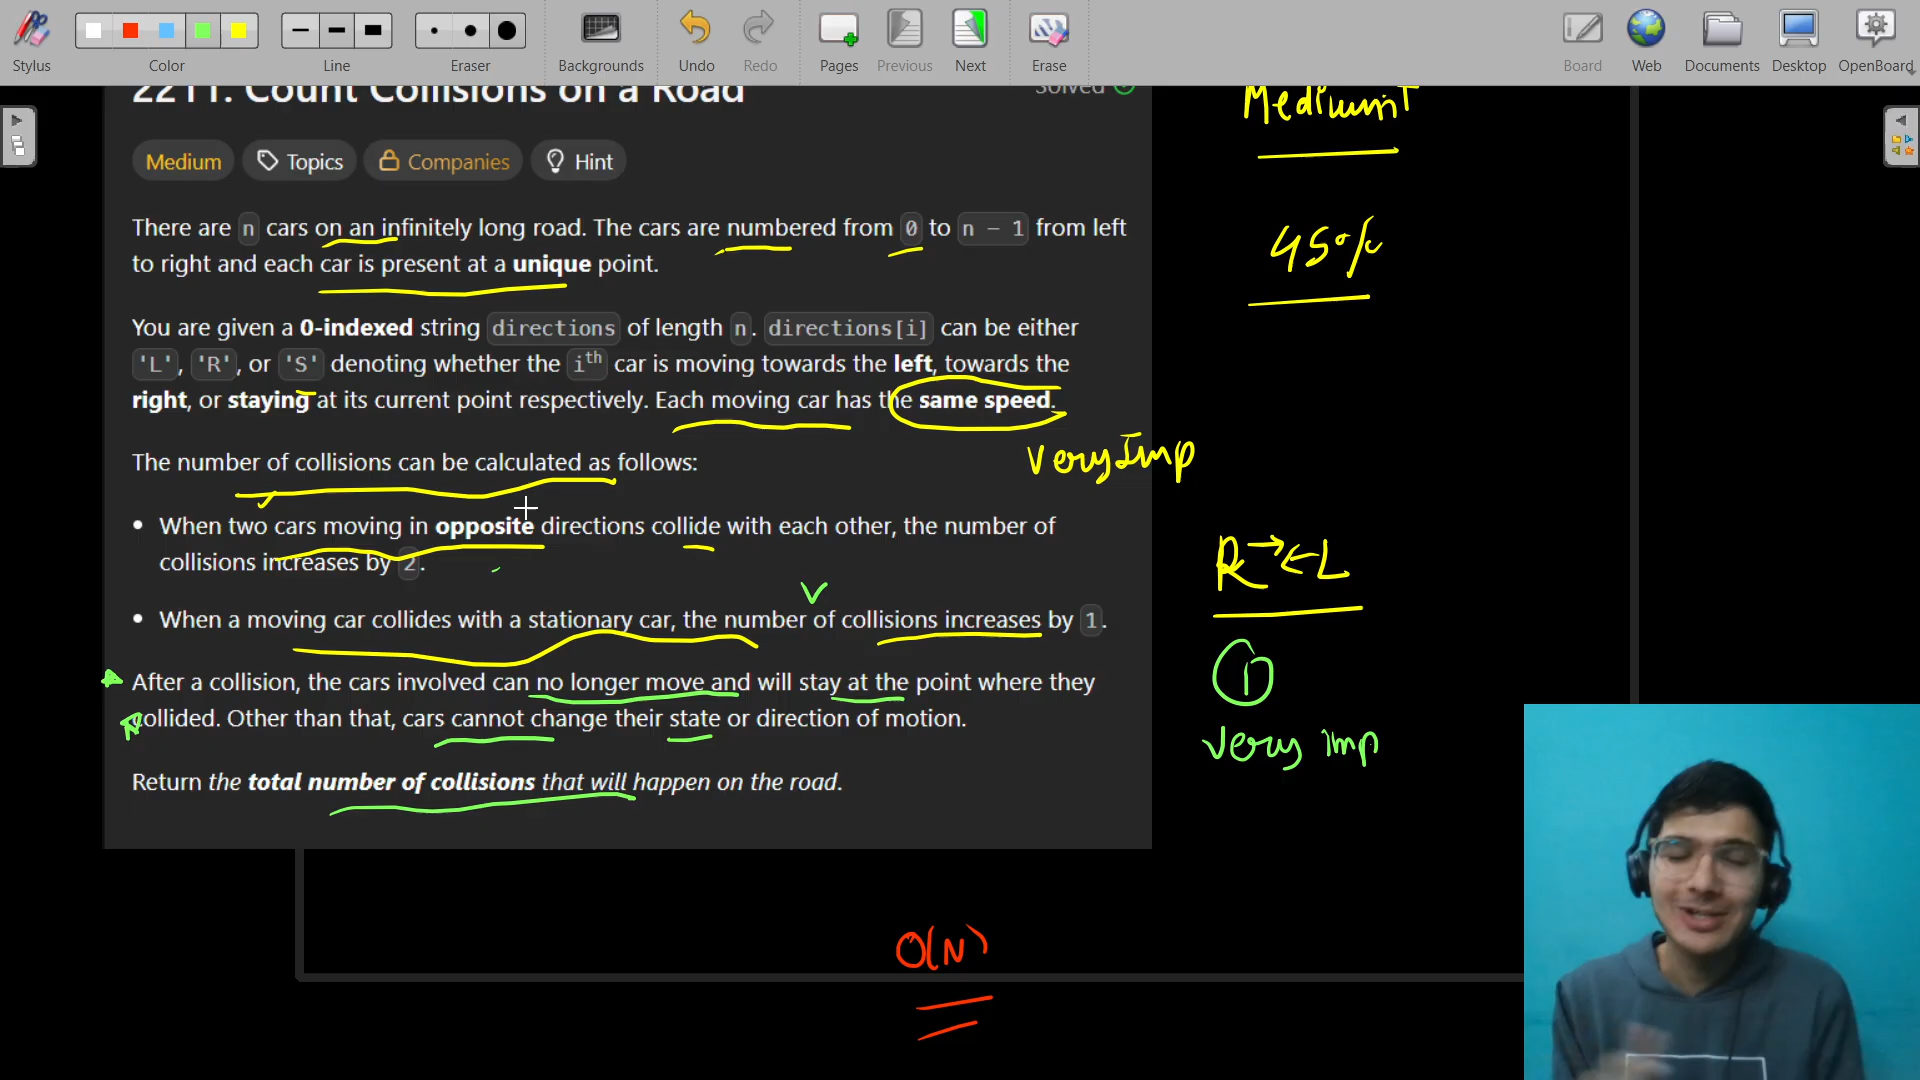 Stylus
Color
Line
Eraser
Backgrounds
Undo
Redo
Pages
Previous
Next
Erase
Board
Web
Documents
Desktop
OpenBoard
2211. Count Collisions on a Road
Solved
Medium
Topics
Companies
Hint
There are n cars on an infinitely long road. The cars are numbered from 0 to n - 1 from left
to right and each car is present at a unique point.
You are given a 0-indexed string directions of length n. directions[i] can be either
'L', 'R', or 'S' denoting whether the ith car is moving towards the left, towards the
right, or staying at its current point respectively. Each moving car has the same speed.
The number of collisions can be calculated as follows:
• When two cars moving in opposite directions collide with each other, the number of
collisions increases by 2.
• When a moving car collides with a stationary car, the number of collisions increases by 1.
After a collision, the cars involved can no longer move and will stay at the point where they
collided. Other than that, cars cannot change their state or direction of motion.
Return the total number of collisions that will happen on the road.
45%
Very Imp
R→←L
1
very imp
O(N)